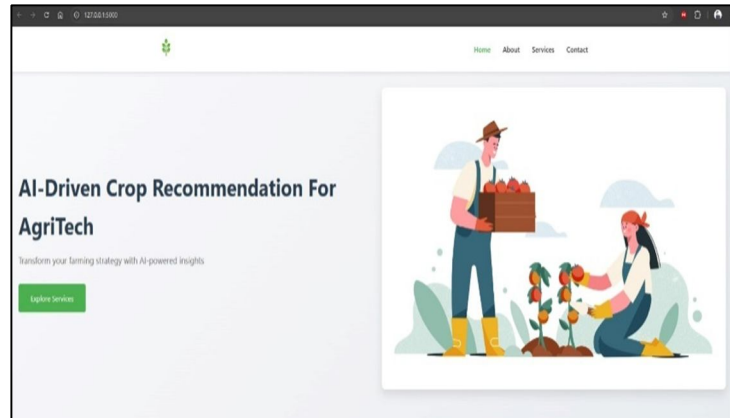 127.0.0.1:5000
Home About Services Contact
AI-Driven Crop Recommendation For
AgriTech
Transform your farming strategy with AI-powered insights
Explore Services